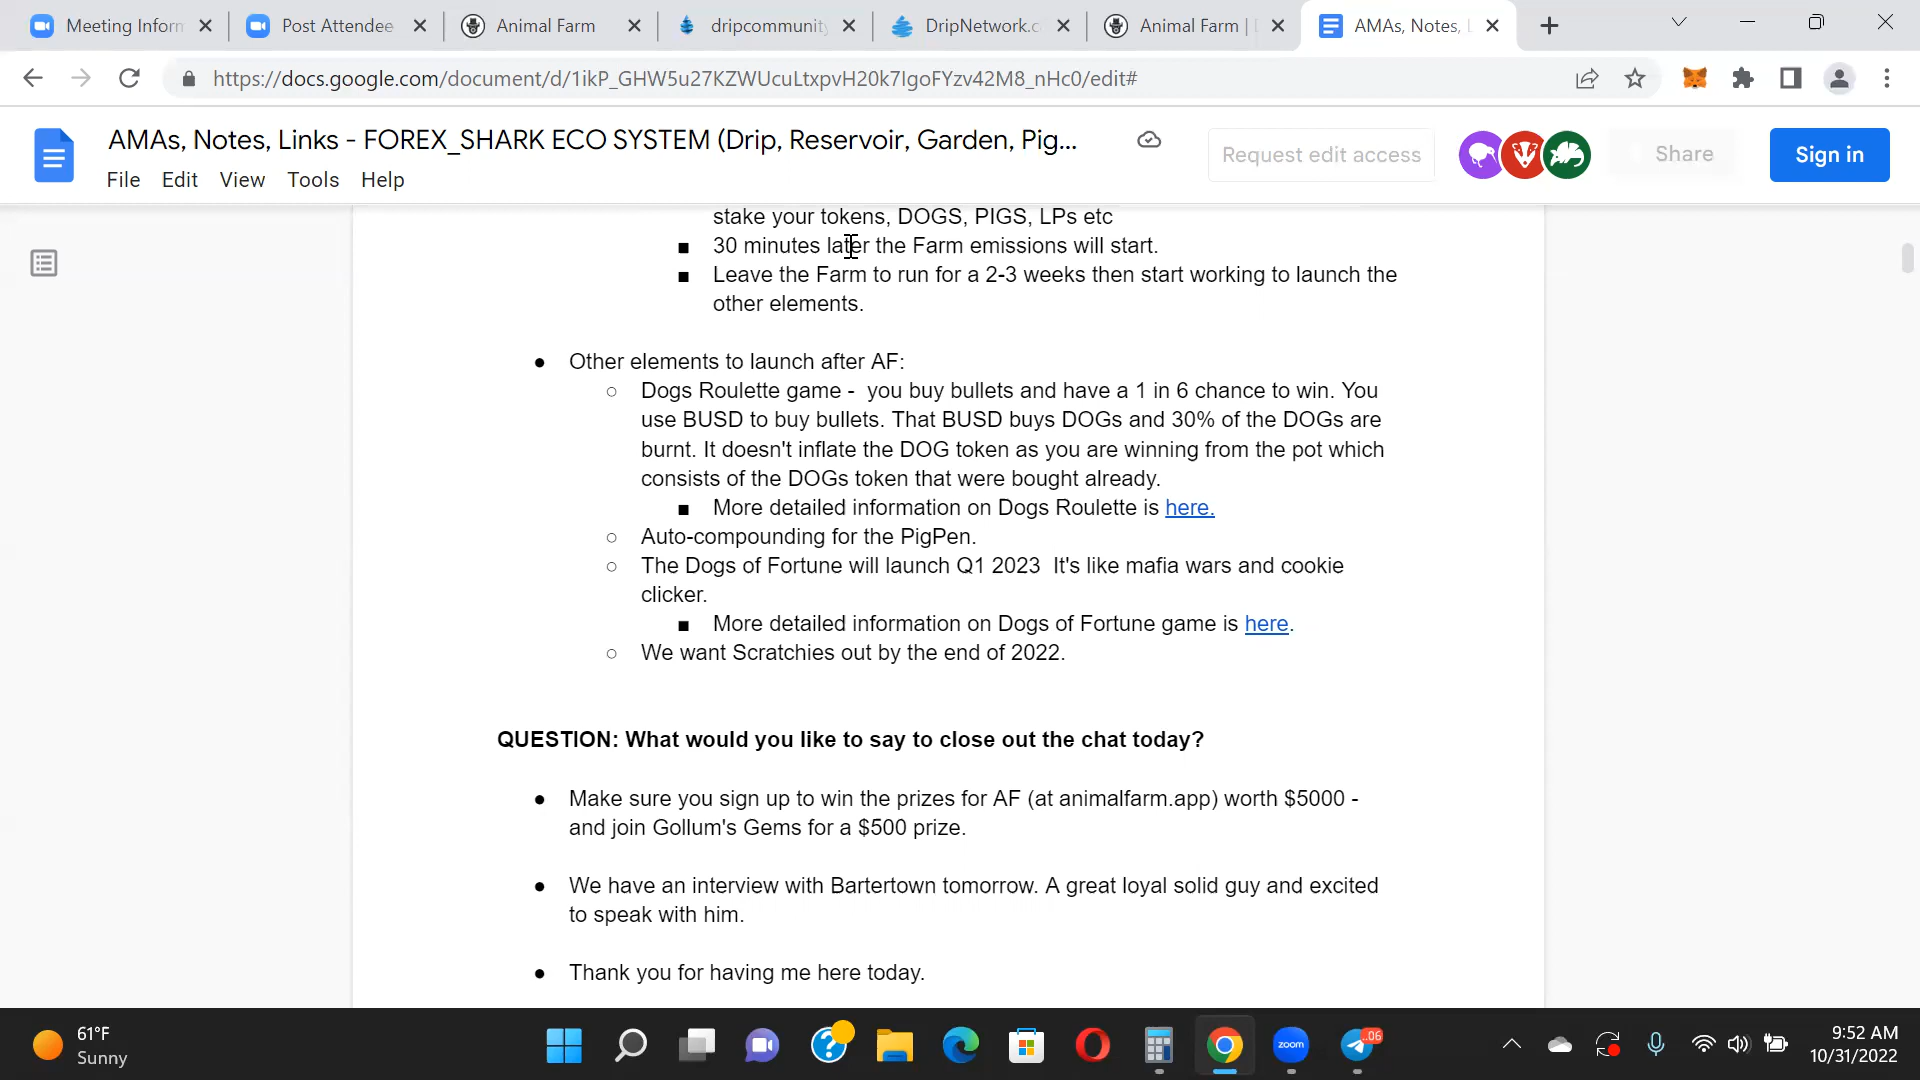 Meeting Inform
Post Attendee
Animal Farm
dripcommunity
DripNetwork.c
Animal Farm |
AMAs, Notes, L
https://docs.google.com/document/d/1ikP_GHW5u27KZWUcuLtxpvH20k7IgoFYzv42M8_nHc0/edit#
AMAs, Notes, Links - FOREX_SHARK ECO SYSTEM (Drip, Reservoir, Garden, Pig...
Request edit access
Share
Sign in
File Edit View Tools Help
stake your tokens, DOGS, PIGS, LPs etc
■ 30 minutes later the Farm emissions will start.
■ Leave the Farm to run for a 2-3 weeks then start working to launch the
other elements.
● Other elements to launch after AF:
○ Dogs Roulette game - you buy bullets and have a 1 in 6 chance to win. You
use BUSD to buy bullets. That BUSD buys DOGs and 30% of the DOGs are
burnt. It doesn't inflate the DOG token as you are winning from the pot which
consists of the DOGs token that were bought already.
■ More detailed information on Dogs Roulette is here.
○ Auto-compounding for the PigPen.
○ The Dogs of Fortune will launch Q1 2023 It's like mafia wars and cookie
clicker.
■ More detailed information on Dogs of Fortune game is here.
○ We want Scratchies out by the end of 2022.
QUESTION: What would you like to say to close out the chat today?
● Make sure you sign up to win the prizes for AF (at animalfarm.app) worth $5000 -
and join Gollum's Gems for a $500 prize.
● We have an interview with Bartertown tomorrow. A great loyal solid guy and excited
to speak with him.
● Thank you for having me here today.
61°F
Sunny
zoom
..06
9:52 AM
10/31/2022